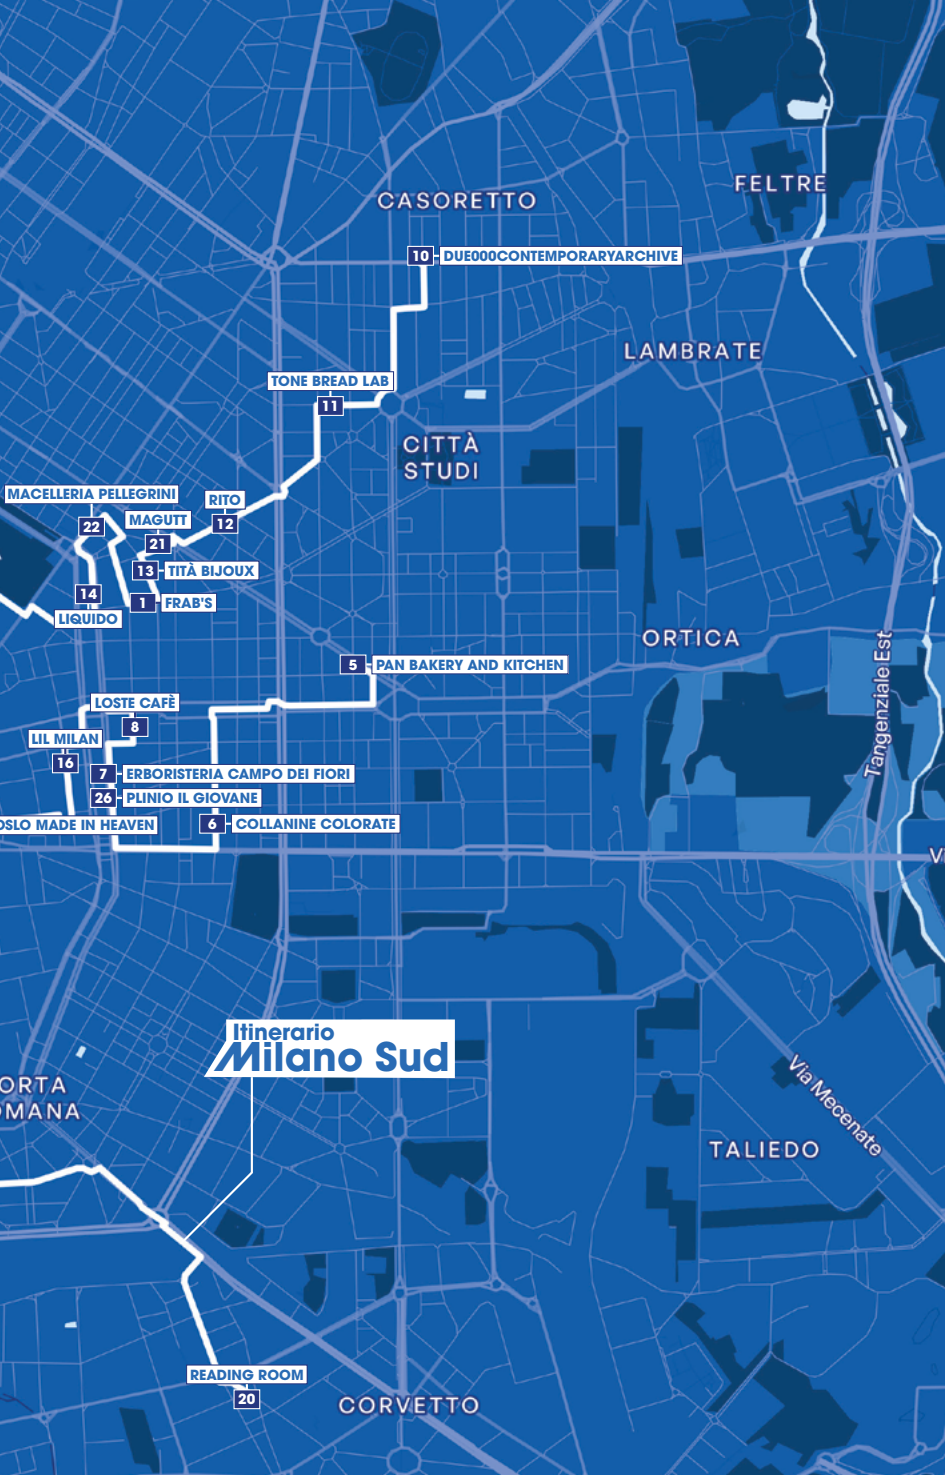 FELTRE
CASORETTO
10 DUE000CONTEMPORARYARCHIVE
LAMBRATE
TONE BREAD LAB
11
CITTÀ
STUDI
MACELLERIA PELLEGRINI
22
RITO
12
MAGUTT
21
13 TITÀ BIJOUX
14
LIQUIDO
1 FRAB'S
ORTICA
5 PAN BAKERY AND KITCHEN
Tangenziale Est
LOSTE CAFÈ
8
LIL MILAN
16
7 ERBORISTERIA CAMPO DEI FIORI
26 PLINIO IL GIOVANE
OSLO MADE IN HEAVEN
6 COLLANINE COLORATE
Itinerario
Milano Sud
ORTA
OMANA
Via Mecenate
TALIEDO
READING ROOM
20
CORVETTO